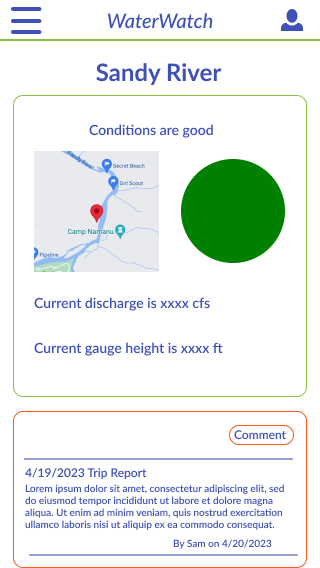 WaterWatch
Sandy River
Conditions are good
Sandy River
Secret Beach
Girl Scout
Camp Namanu
Pipeline
Current discharge is xxxx cfs
Current gauge height is xxxx ft
Comment
4/19/2023 Trip Report
Lorem ipsum dolor sit amet, consectetur adipiscing elit, sed
do eiusmod tempor incididunt ut labore et dolore magna
aliqua. Ut enim ad minim veniam, quis nostrud exercitation
ullamco laboris nisi ut aliquip ex ea commodo consequat.
By Sam on 4/20/2023